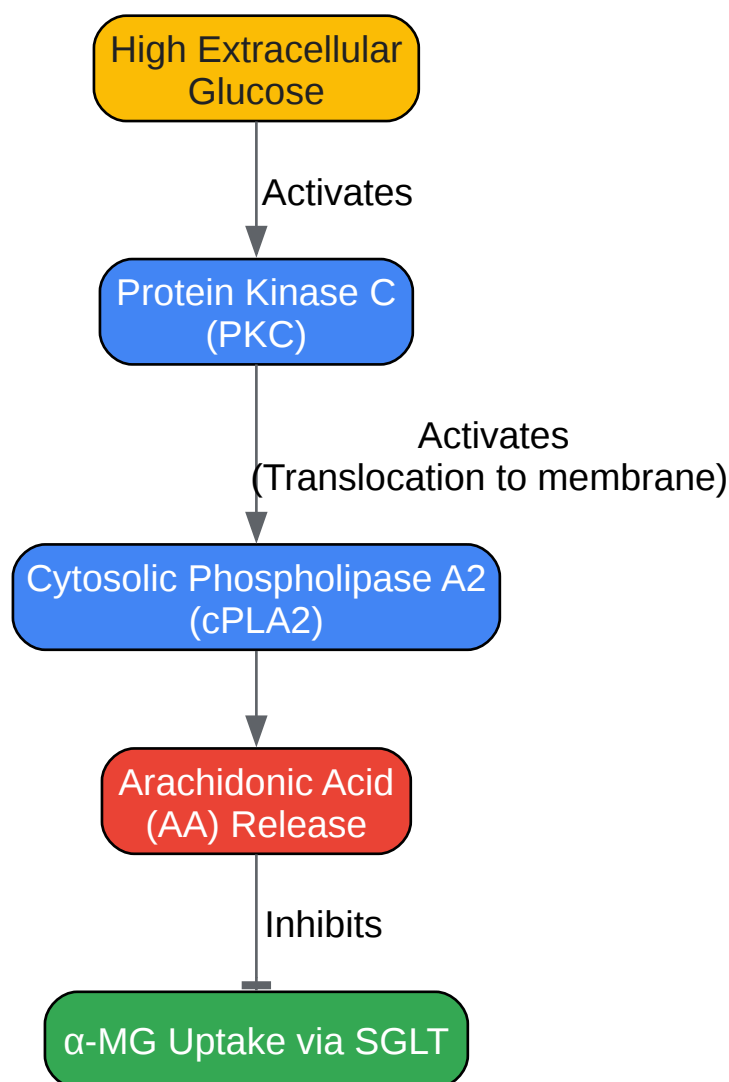 High Extracellular
Glucose
Activates
Protein Kinase C
(PKC)
Activates
(Translocation to membrane)
Cytosolic Phospholipase A2
(cPLA2)
Arachidonic Acid
(AA) Release
Inhibits
α-MG Uptake via SGLT